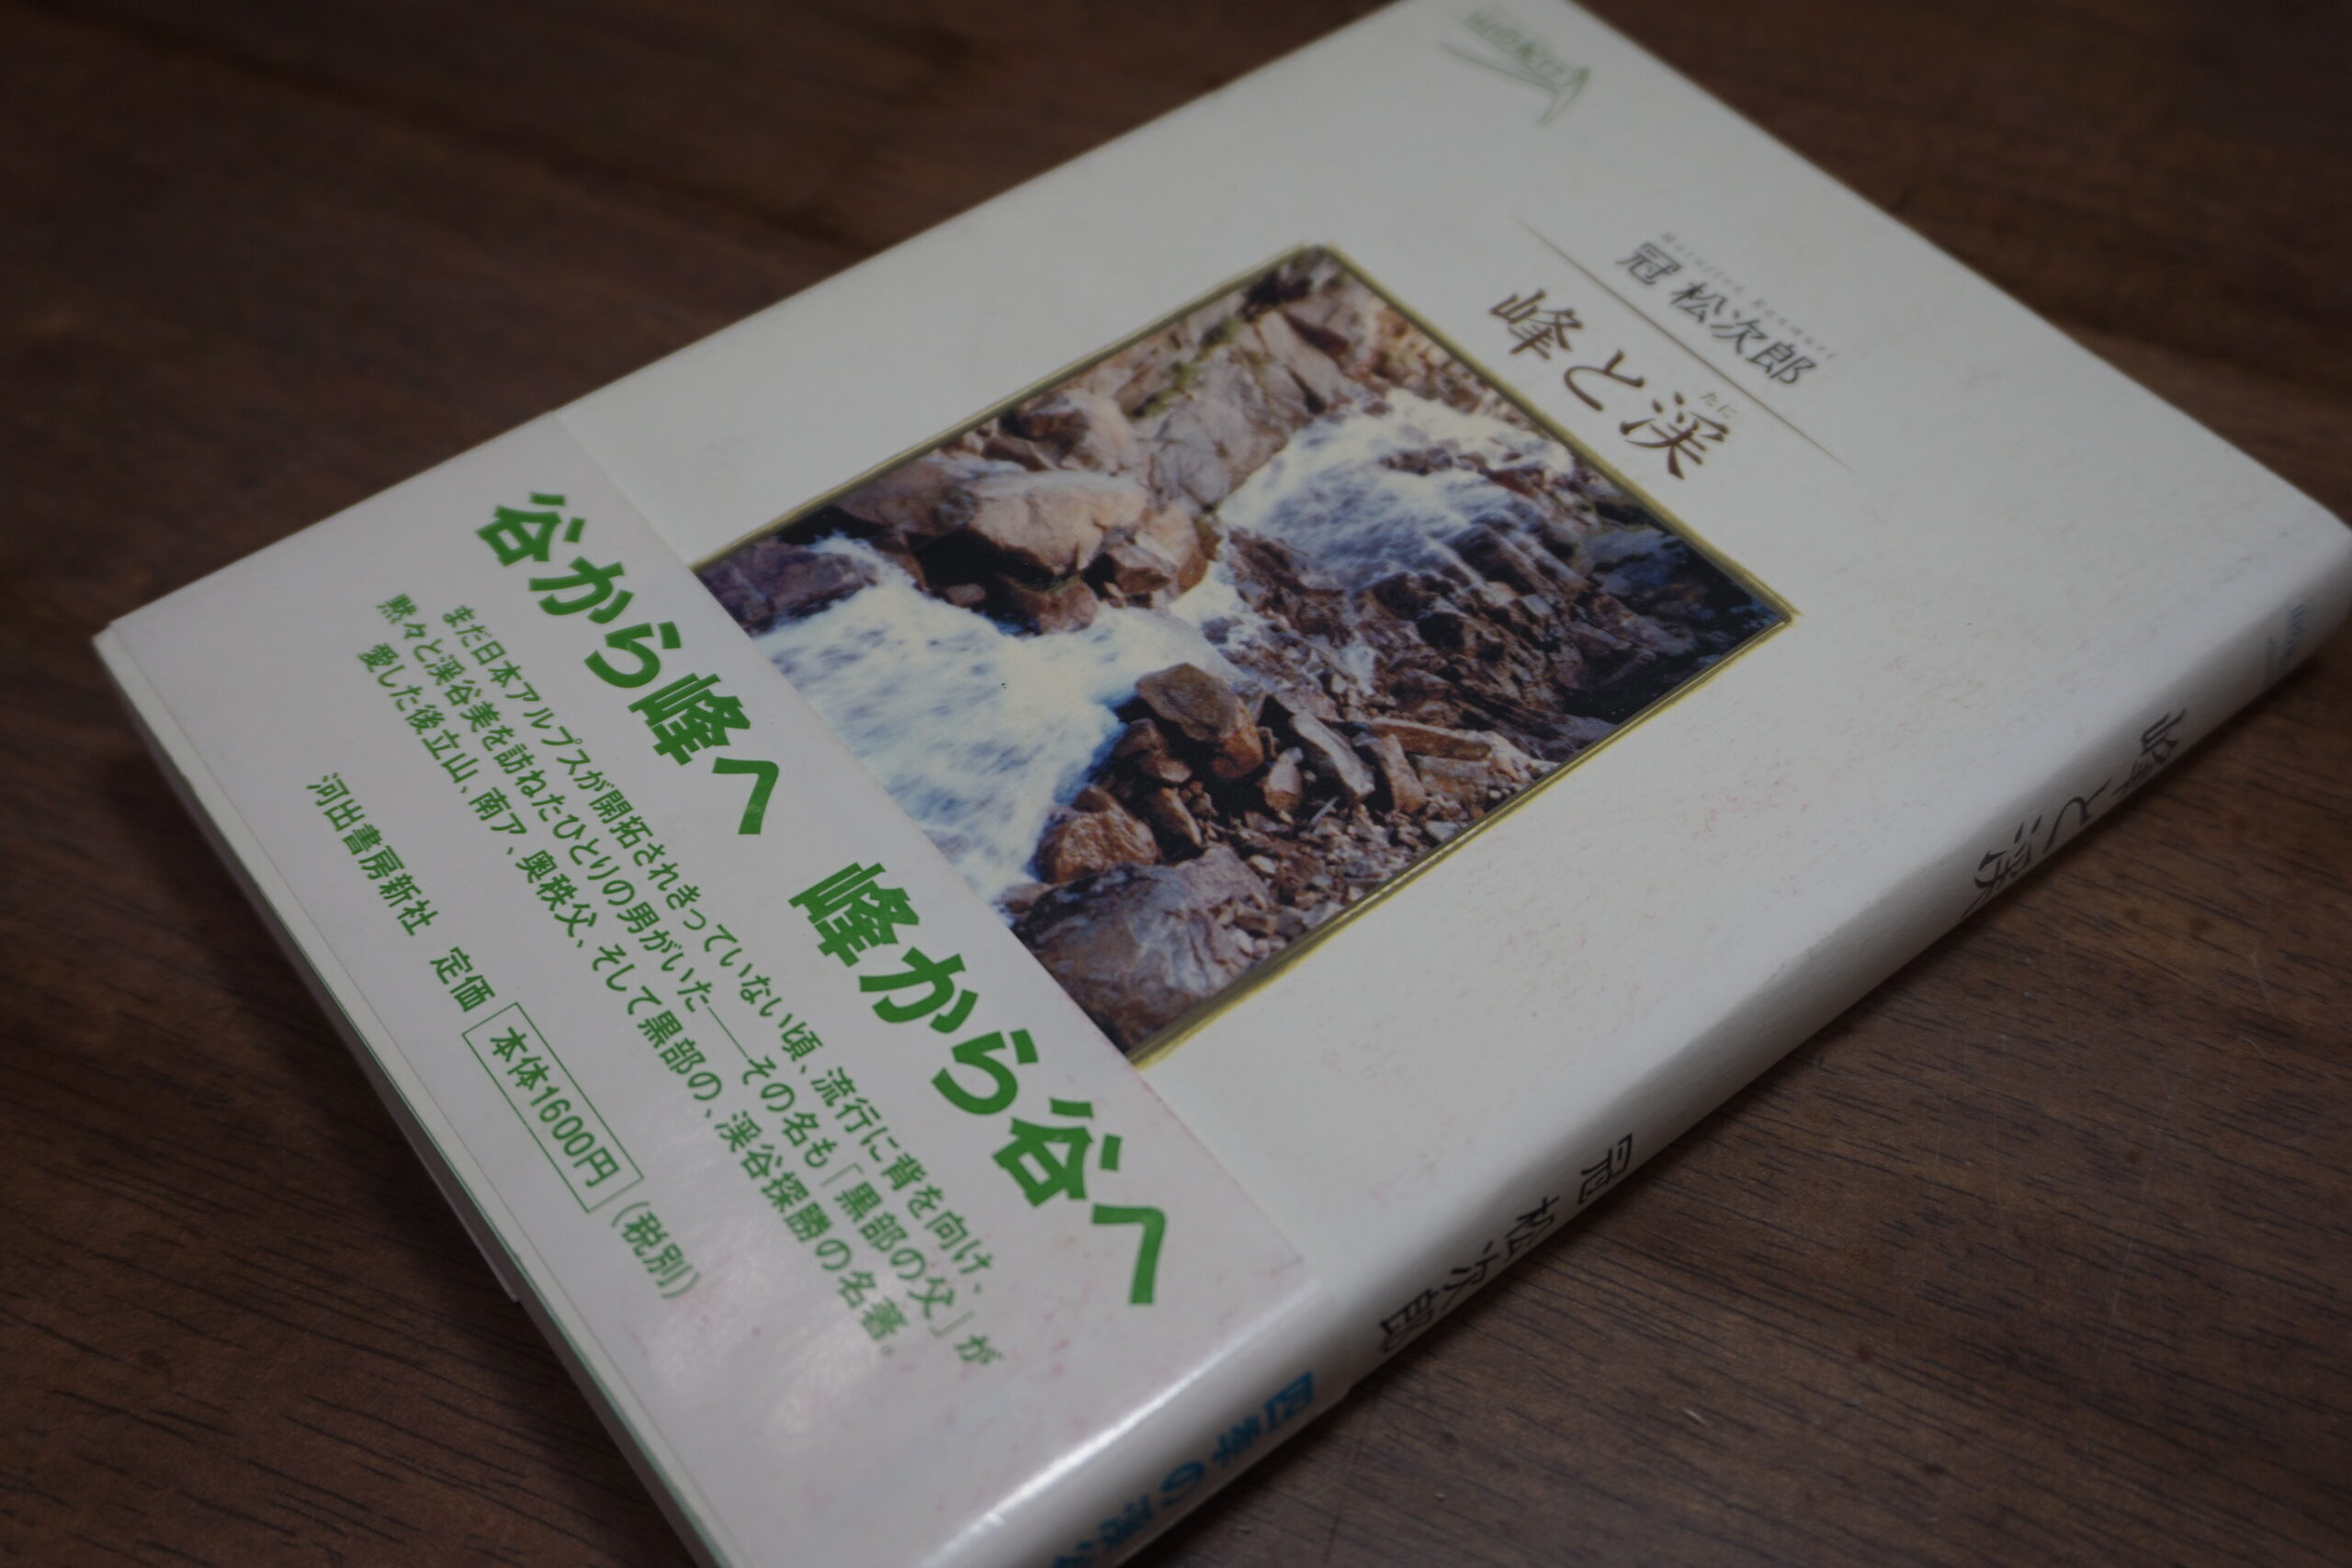 冠 松次郎
峰と渓
たに
谷から峰へ 峰から谷へ
まだ日本アルプスが開拓されきっていない頃、流行に背を向け、
黙々と渓谷美を訪ねたひとりの男がいた——その名も「黒部の父」が
愛した後立山、南ア、奥秩父、そして黒部の、渓谷探勝の名著。
河出書房新社 定価 本体1600円 (税別)
峰と渓
冠 松次郎